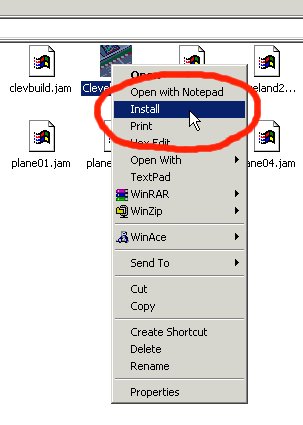 clevbuild.jam
Cleve
eland2...
plane01.jam
plane
ane04.jam
Open
Open with Notepad
Install
Print
Hex Edit
Open With
TextPad
WinRAR
WinZip
WinAce
Send To
Cut
Copy
Create Shortcut
Delete
Rename
Properties